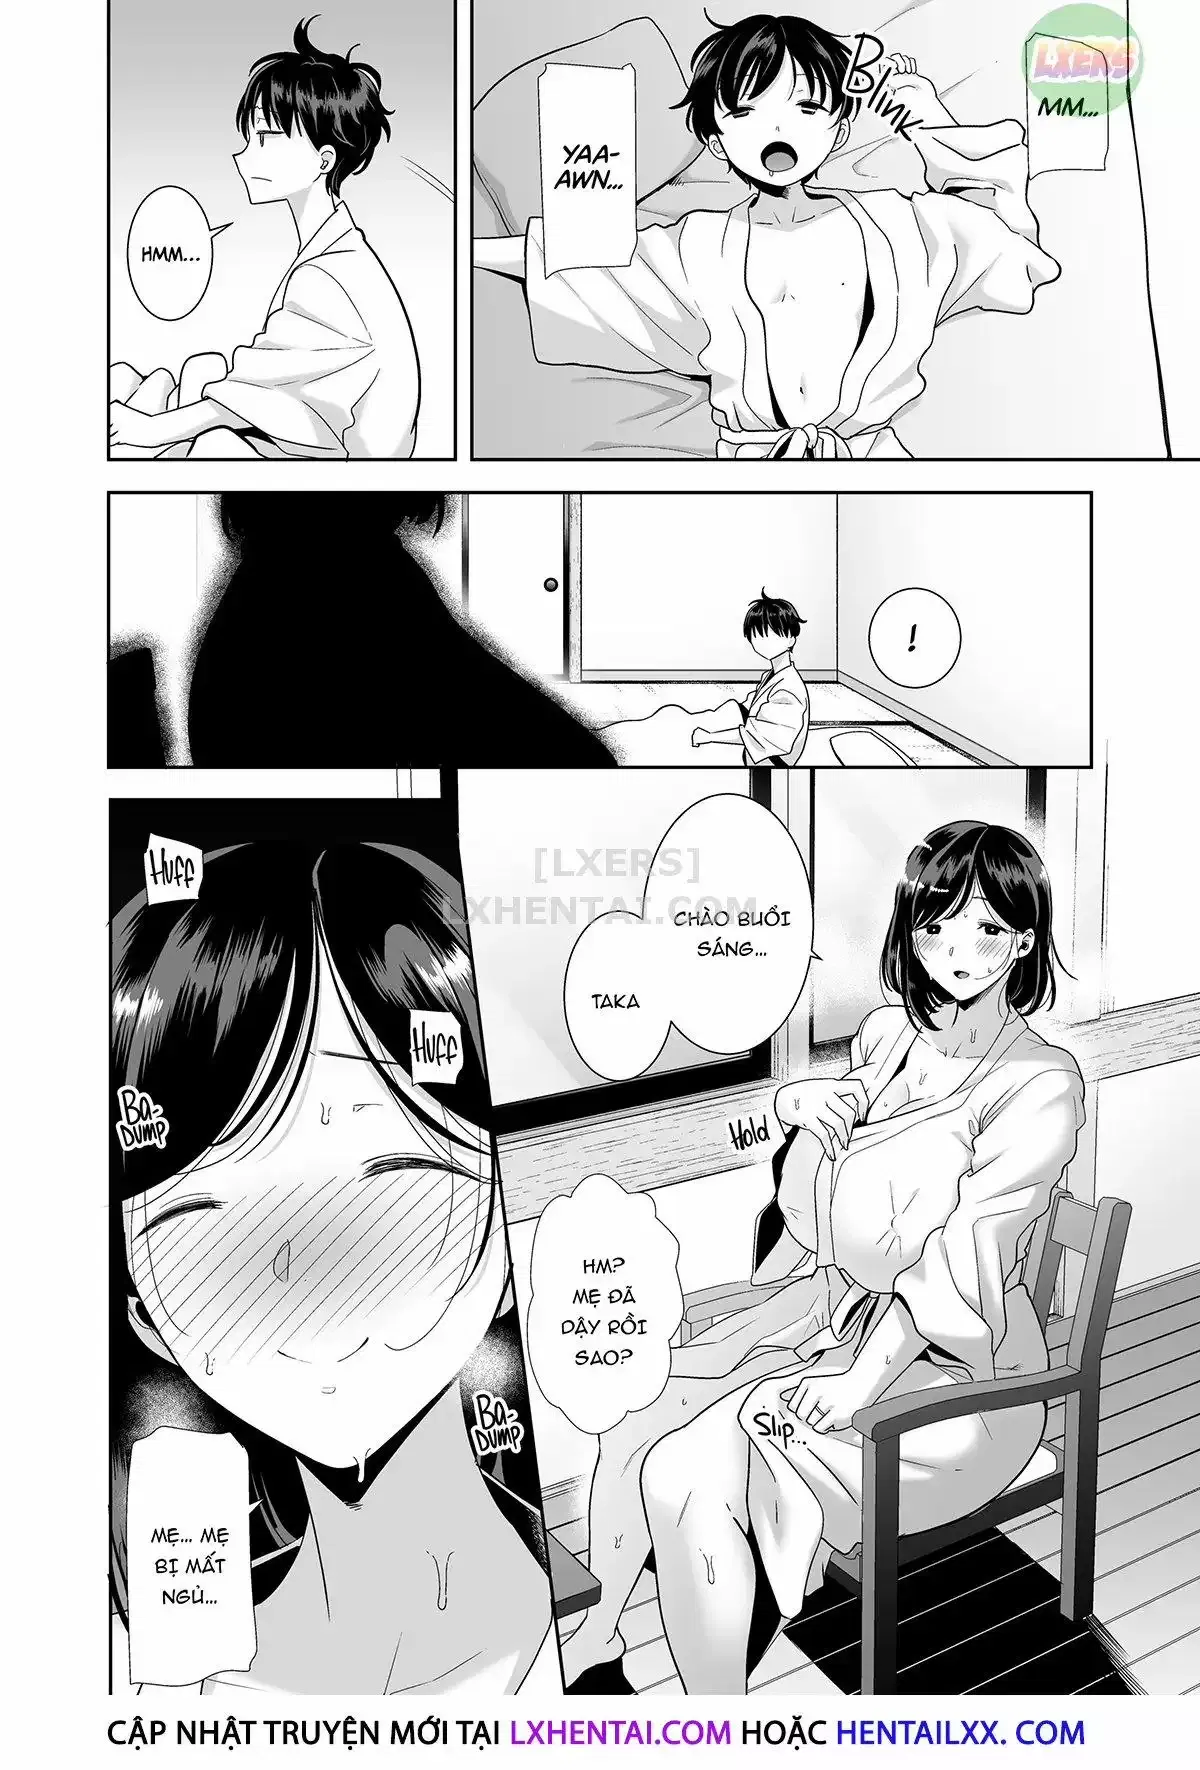 LXERS
MM...
Blink
YAA-
AWN...
HMM...
!
[LXERS]
LXHENTAI.COM
CHÀO BUỔI
SÁNG...
TAKA
Hold
HM?
MẸ ĐÃ
DẬY RỒI
SAO?
Slip...
Huff
Huff
BA-
DUMP
BA-
DUMP
MẸ... MẸ
BỊ MẤT
NGỦ...
CẬP NHẬT TRUYỆN MỚI TẠI LXHENTAI.COM HOẶC HENTAILXX. COM